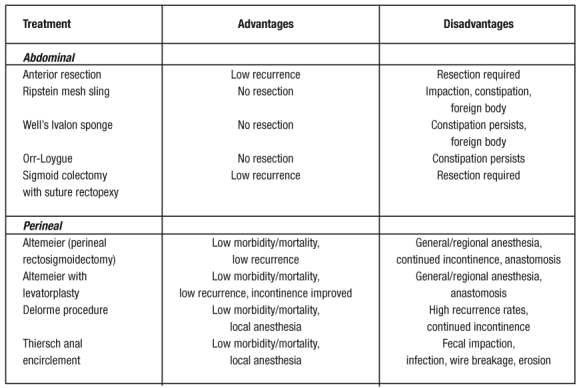 Treatment Advantages Disadvantages
Abdominal
Anterior resection Low recurrence Resection required
Ripstein mesh sling No resection Impaction, constipation,
foreign body
Well's Ivalon sponge No resection Constipation persists,
foreign body
Orr-Loygue No resection Constipation persists
Sigmoid colectomy Low recurrence Resection required
with suture rectopexy
Perineal
Altemeier (perineal Low morbidity/mortality, General/regional anesthesia,
rectosigmoidectomy) low recurrence continued incontinence, anastomosis
Altemeier with Low morbidity/mortality, General/regional anesthesia,
levatorplasty low recurrence, incontinence improved anastomosis
Delorme procedure Low morbidity/mortality, High recurrence rates,
local anesthesia continued incontinence
Thiersch anal Low morbidity/mortality, Fecal impaction,
encirclement local anesthesia infection, wire breakage, erosion